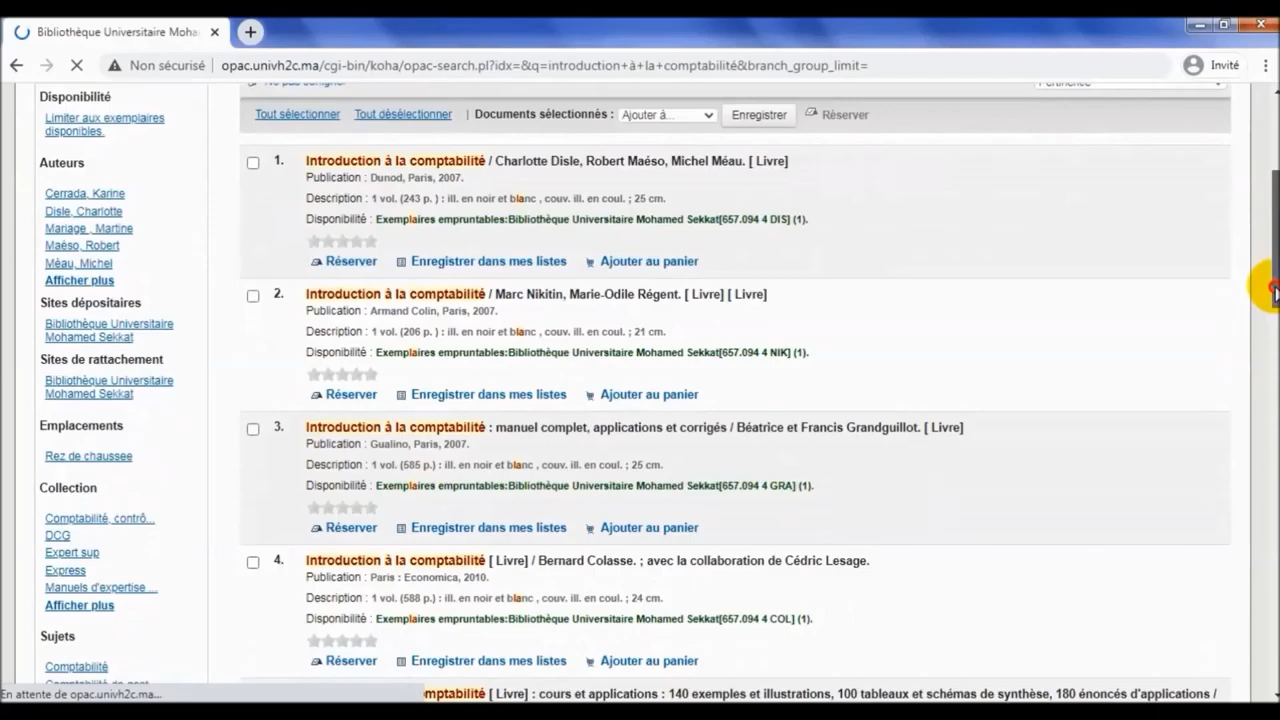 Bibliothèque Universitaire Moha
Non sécurisé opac.univh2c.ma/cgi-bin/koha/opac-search.pl?idx=&q=introduction+à+la+comptabilité&branch_group_limit= Invité
Disponibilité
Limiter aux exemplaires
disponibles.
Auteurs
Cerrada, Karine
Disle, Charlotte
Mariage , Martine
Maéso, Robert
Méau, Michel
Afficher plus
Sites dépositaires
Bibliothèque Universitaire
Mohamed Sekkat
Sites de rattachement
Bibliothèque Universitaire
Mohamed Sekkat
Emplacements
Rez de chaussee
Collection
Comptabilité, contrô...
DCG
Expert sup
Express
Manuels d'expertise ...
Afficher plus
Sujets
Comptabilité
En attente de opac.univh2c.ma...
Pertinence
Tout sélectionner Tout désélectionner | Documents sélectionnés : Ajouter à... Enregistrer Réserver
1. Introduction à la comptabilité / Charlotte Disle, Robert Maéso, Michel Méau. [ Livre]
Publication : Dunod, Paris, 2007.
Description : 1 vol. (243 p.) : ill. en noir et blanc , couv. ill. en coul. ; 25 cm.
Disponibilité : Exemplaires empruntables:Bibliothèque Universitaire Mohamed Sekkat[657.094 4 DIS] (1).
Réserver Enregistrer dans mes listes Ajouter au panier
2. Introduction à la comptabilité / Marc Nikitin, Marie-Odile Régent. [ Livre] [ Livre]
Publication : Armand Colin, Paris, 2007.
Description : 1 vol. (206 p.) : ill. en noir et blanc , couv. ill. en coul. ; 21 cm.
Disponibilité : Exemplaires empruntables:Bibliothèque Universitaire Mohamed Sekkat[657.094 4 NIK] (1).
Réserver Enregistrer dans mes listes Ajouter au panier
3. Introduction à la comptabilité : manuel complet, applications et corrigés / Béatrice et Francis Grandguillot. [ Livre]
Publication : Gualino, Paris, 2007.
Description : 1 vol. (585 p.) : ill. en noir et blanc , couv. ill. en coul. ; 25 cm.
Disponibilité : Exemplaires empruntables:Bibliothèque Universitaire Mohamed Sekkat[657.094 4 GRA] (1).
Réserver Enregistrer dans mes listes Ajouter au panier
4. Introduction à la comptabilité [ Livre] / Bernard Colasse. ; avec la collaboration de Cédric Lesage.
Publication : Paris : Economica, 2010.
Description : 1 vol. (588 p.) : ill. en noir et blanc , couv. ill. en coul. ; 24 cm.
Disponibilité : Exemplaires empruntables:Bibliothèque Universitaire Mohamed Sekkat[657.094 4 COL] (1).
Réserver Enregistrer dans mes listes Ajouter au panier
mptabilité [ Livre] : cours et applications : 140 exemples et illustrations, 100 tableaux et schémas de synthèse, 180 énoncés d'applications /